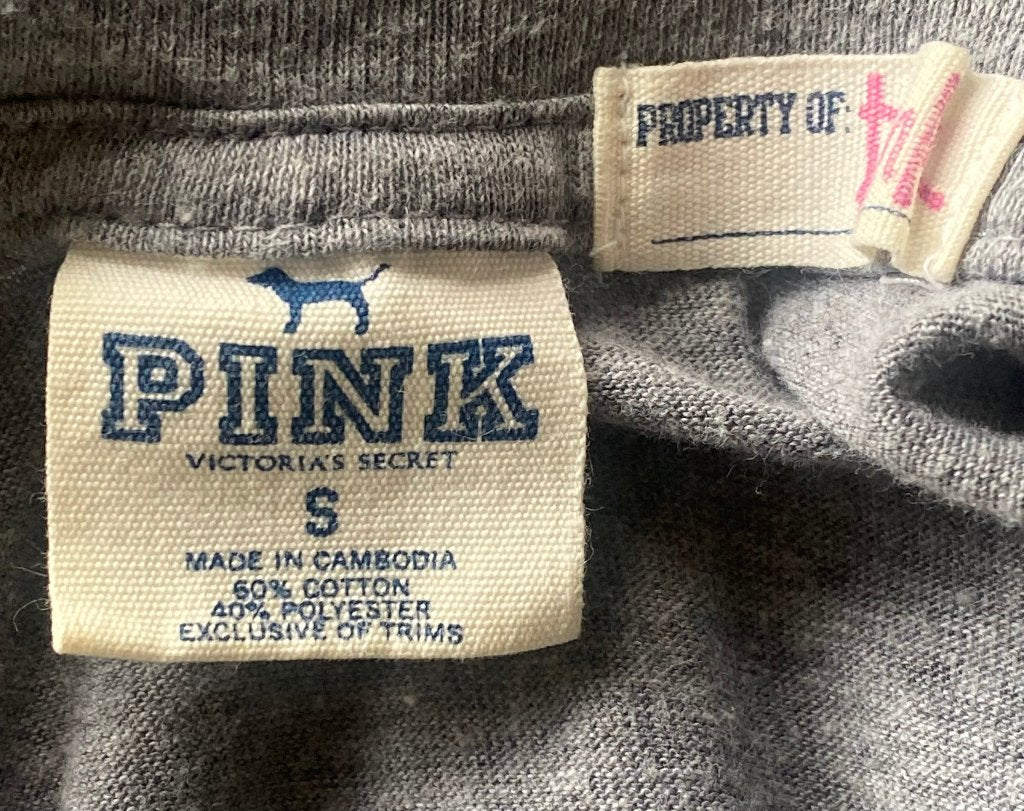 PROPERTY OF:
PINK
VICTORIA'S SECRET
S
MADE IN CAMBODIA
60% COTTON
40% POLYESTER
EXCLUSIVE OF TRIMS